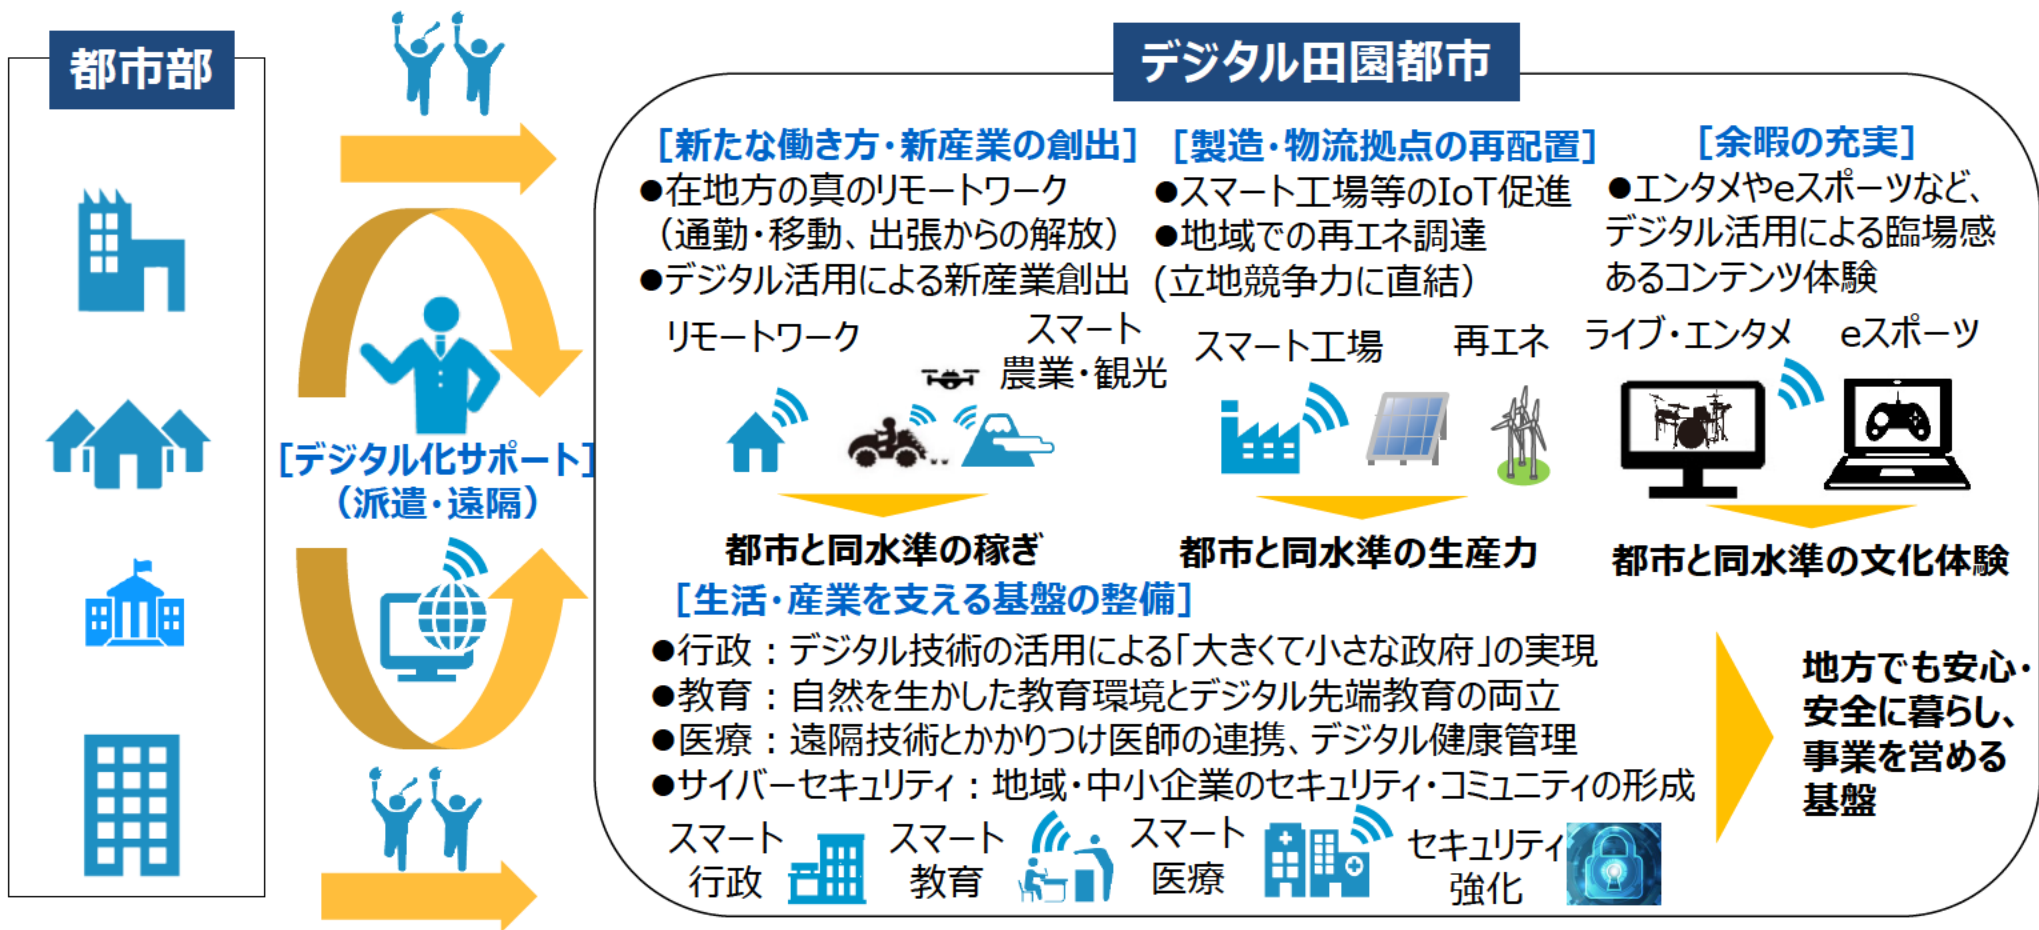 都市部
[デジタル化サポート]
（派遣・遠隔）
デジタル田園都市
[新たな働き方・新産業の創出]
●在地方の真のリモートワーク
（通勤・移動、出張からの解放）
●デジタル活用による新産業創出
リモートワーク
スマート
農業・観光
都市と同水準の稼ぎ
[製造・物流拠点の再配置]
●スマート工場等のIoT促進
●地域での再エネ調達
(立地競争力に直結）
スマート工場
再エネ
都市と同水準の生産力
[余暇の充実]
●エンタメやeスポーツなど、
デジタル活用による臨場感
あるコンテンツ体験
ライブ・エンタメ
eスポーツ
都市と同水準の文化体験
[生活・産業を支える基盤の整備]
●行政：デジタル技術の活用による「大きくて小さな政府」の実現
●教育：自然を生かした教育環境とデジタル先端教育の両立
●医療：遠隔技術とかかりつけ医師の連携、デジタル健康管理
●サイバーセキュリティ：地域・中小企業のセキュリティ・コミュニティの形成
スマート
行政
スマート
教育
スマート
医療
セキュリティ
強化
地方でも安心・
安全に暮らし、
事業を営める
基盤